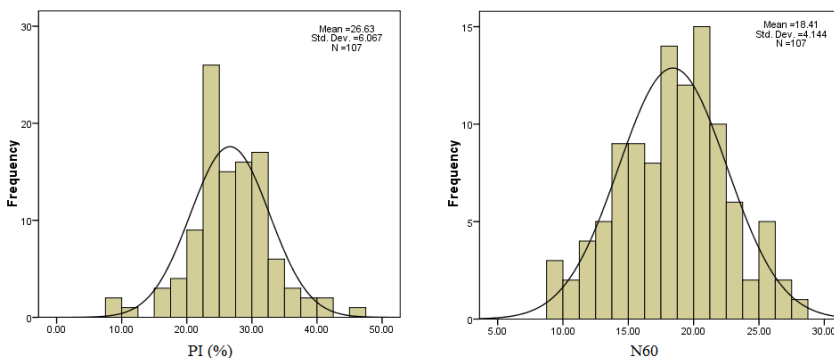 Mean =26.63
Std. Dev. =6.067
N =107
Frequency
30
20
10
0
0.00 10.00 20.00 30.00 40.00 50.00
PI (%)
Mean =18.41
Std. Dev. =4.144
N =107
Frequency
15
10
5
0
5.00 10.00 15.00 20.00 25.00 30.00
N60